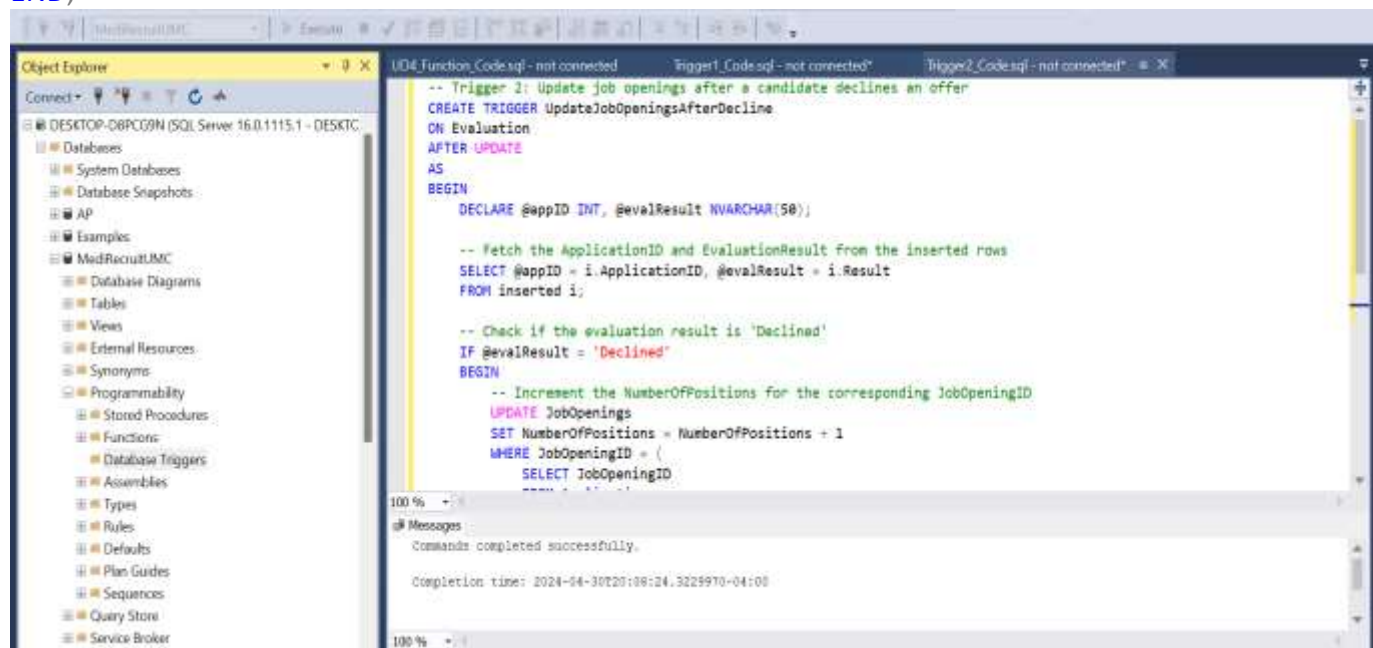 END;
MediRecruitUMC
Execute
Object Explorer
UD4_Function_Code.sql - not connected
Trigger1_Code.sql - not connected*
Trigger2_Code.sql - not connected*
Connect
DESKTOP-D8PCG9N (SQL Server 16.0.1115.1 - DESKTC
Databases
System Databases
Database Snapshots
AP
Examples
MediRecruitUMC
Database Diagrams
Tables
Views
External Resources
Synonyms
Programmability
Stored Procedures
Functions
Database Triggers
Assemblies
Types
Rules
Defaults
Plan Guides
Sequences
Query Store
Service Broker
-- Trigger 2: Update job openings after a candidate declines an offer
CREATE TRIGGER UpdateJobOpeningsAfterDecline
ON Evaluation
AFTER UPDATE
AS
BEGIN
DECLARE @appID INT, @evalResult NVARCHAR(50);
-- Fetch the ApplicationID and EvaluationResult from the inserted rows
SELECT @appID = i.ApplicationID, @evalResult = i.Result
FROM inserted i;
-- Check if the evaluation result is 'Declined'
IF @evalResult = 'Declined'
BEGIN
-- Increment the NumberOfPositions for the corresponding JobOpeningID
UPDATE JobOpenings
SET NumberOfPositions = NumberOfPositions + 1
WHERE JobOpeningID = (
SELECT JobOpeningID
100 %
Messages
Commands completed successfully.
Completion time: 2024-04-30T20:08:24.3229970-04:00
100 %